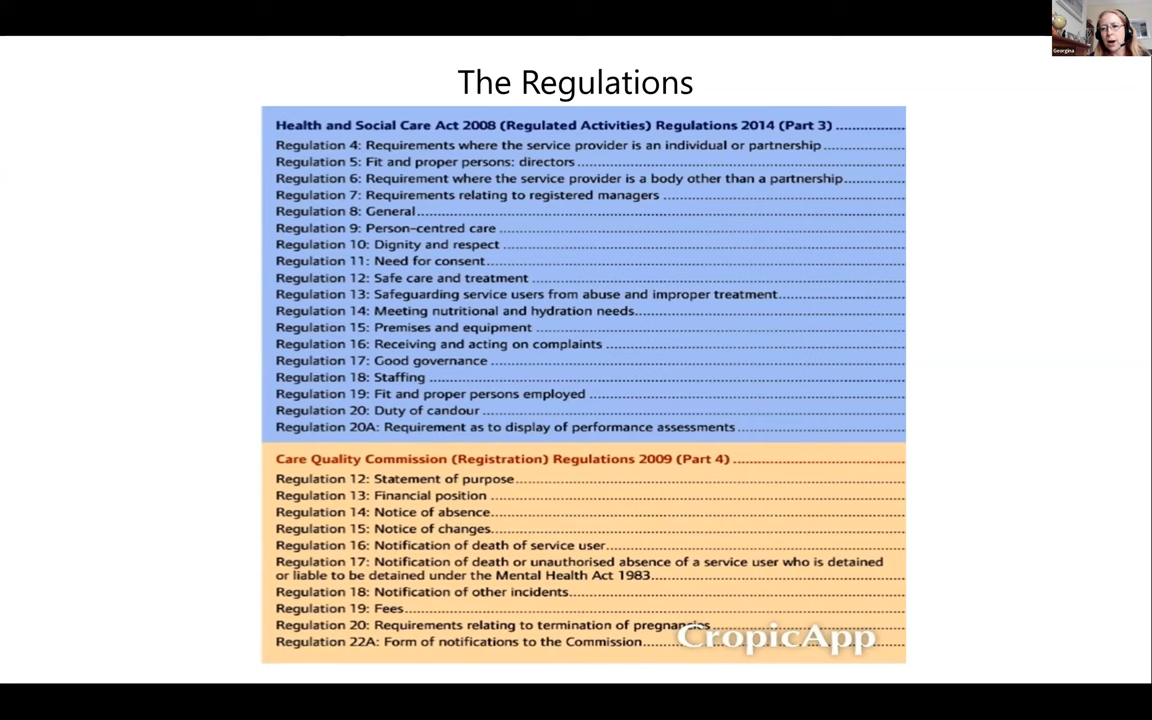 Georgina
The Regulations
Health and Social Care Act 2008 (Regulated Activities) Regulations 2014 (Part 3)
Regulation 4: Requirements where the service provider is an individual or partnership
Regulation 5: Fit and proper persons: directors
Regulation 6: Requirement where the service provider is a body other than a partnership
Regulation 7: Requirements relating to registered managers
Regulation 8: General
Regulation 9: Person-centred care
Regulation 10: Dignity and respect
Regulation 11: Need for consent
Regulation 12: Safe care and treatment
Regulation 13: Safeguarding service users from abuse and improper treatment
Regulation 14: Meeting nutritional and hydration needs
Regulation 15: Premises and equipment
Regulation 16: Receiving and acting on complaints
Regulation 17: Good governance
Regulation 18: Staffing
Regulation 19: Fit and proper persons employed
Regulation 20: Duty of candour
Regulation 20A: Requirement as to display of performance assessments
Care Quality Commission (Registration) Regulations 2009 (Part 4)
Regulation 12: Statement of purpose
Regulation 13: Financial position
Regulation 14: Notice of absence
Regulation 15: Notice of changes
Regulation 16: Notification of death of service user
Regulation 17: Notification of death or unauthorised absence of a service user who is detained
or liable to be detained under the Mental Health Act 1983
Regulation 18: Notification of other incidents
Regulation 19: Fees
Regulation 20: Requirements relating to termination of pregnancies
Regulation 22A: Form of notifications to the Commission
CropicApp